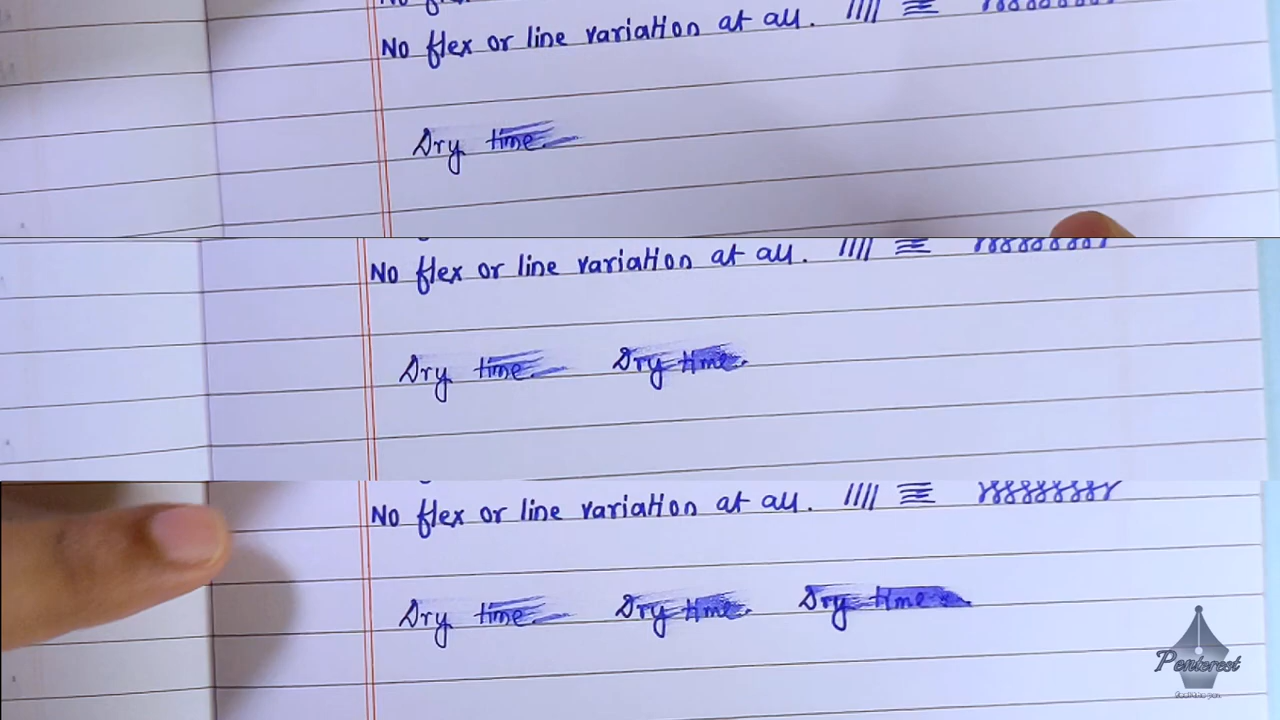 No flex or line variation at all.
Dry time.
No flex or line variation at all.
Dry time. Dry time.
No flex or line variation at all.
Dry time. Dry time. Dry time.
Penterest